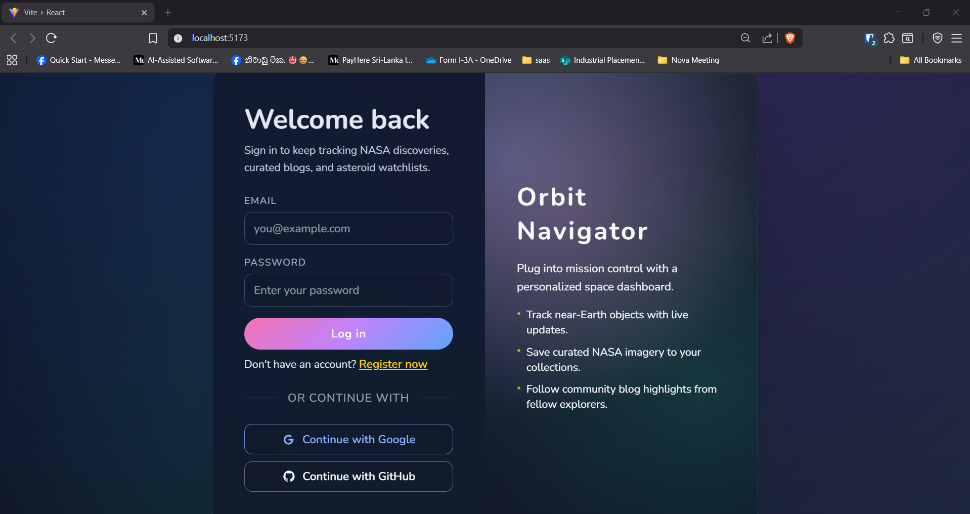 Vite + React
localhost:5173
Quick Start - Messe...
AI-Assisted Softwar...
PayHere Sri-Lanka I...
Form I-3A - OneDrive
saas
Industrial Placemen...
Nova Meeting
All Bookmarks
Welcome back
Sign in to keep tracking NASA discoveries,
curated blogs, and asteroid watchlists.
EMAIL
you@example.com
PASSWORD
Enter your password
Log in
Don't have an account? Register now
OR CONTINUE WITH
Continue with Google
Continue with GitHub
Orbit
Navigator
Plug into mission control with a
personalized space dashboard.
Track near-Earth objects with live
updates.
Save curated NASA imagery to your
collections.
Follow community blog highlights from
fellow explorers.